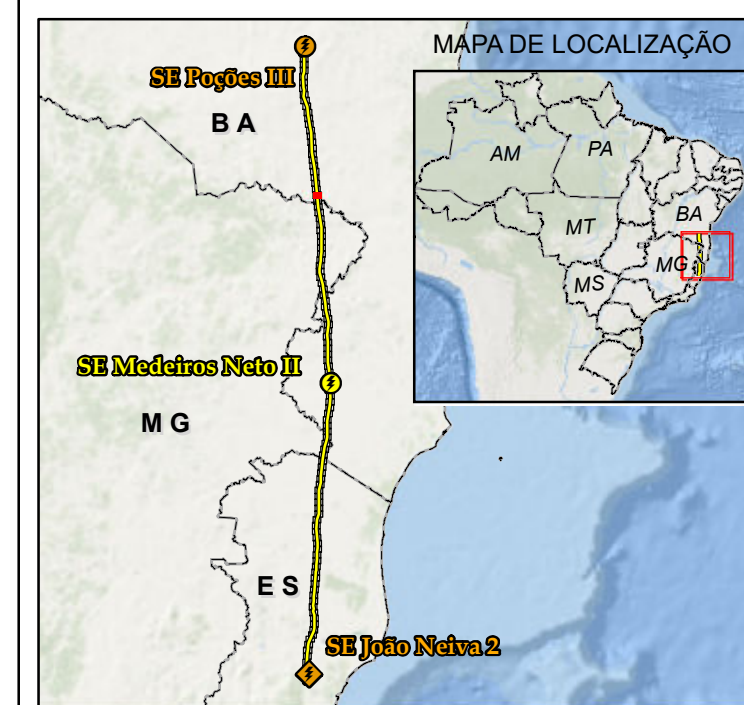 MAPA DE LOCALIZAÇÃO
SE Poções III
B A
AM
PA
BA
MT
MG
MS
SE Medeiros Neto II
M G
E S
SE João Neiva 2